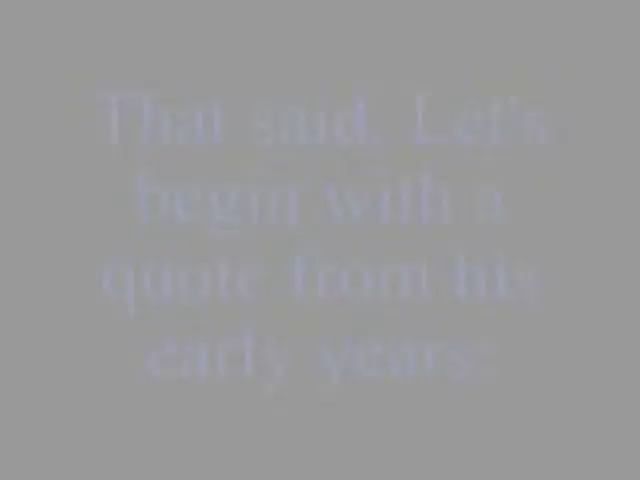 That said, Let's
begin with a
quote from his
early years: